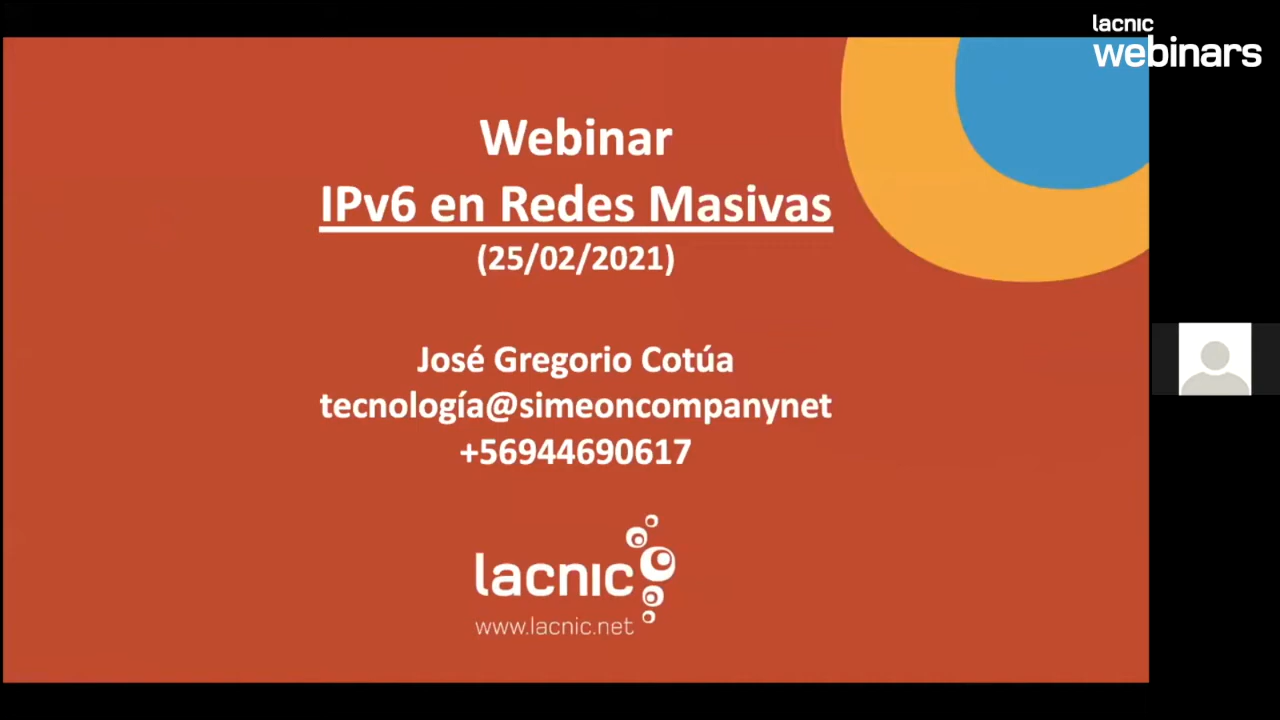 lacnic
webinars
Webinar
IPv6 en Redes Masivas
(25/02/2021)
José Gregorio Cotúa
tecnología@simeoncompanynet
+56944690617
lacnic
www.lacnic.net